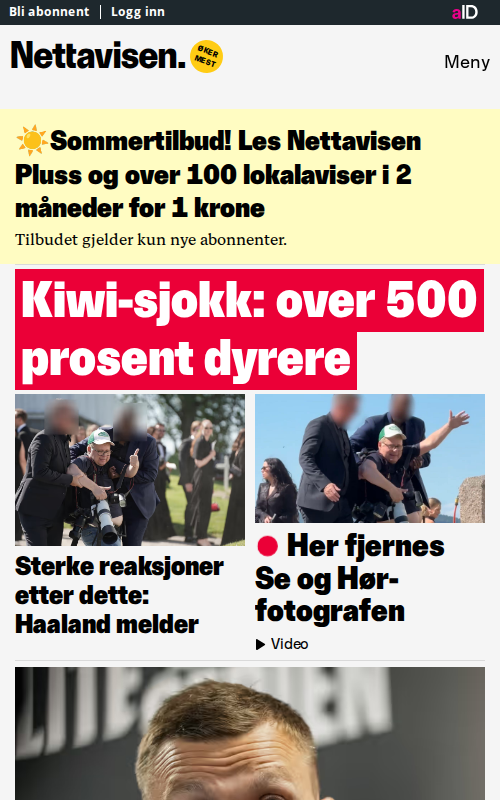 Bli abonnent
Logg inn
aID
Nettavisen.
ØKER
MEST
Meny
☀️Sommertilbud! Les Nettavisen
Pluss og over 100 lokalaviser i 2
måneder for 1 krone
Tilbudet gjelder kun nye abonnenter.
Kiwi-sjokk: over 500
prosent dyrere
Sterke reaksjoner
etter dette:
Haaland melder
Her fjernes
Se og Hør-
fotografen
Video